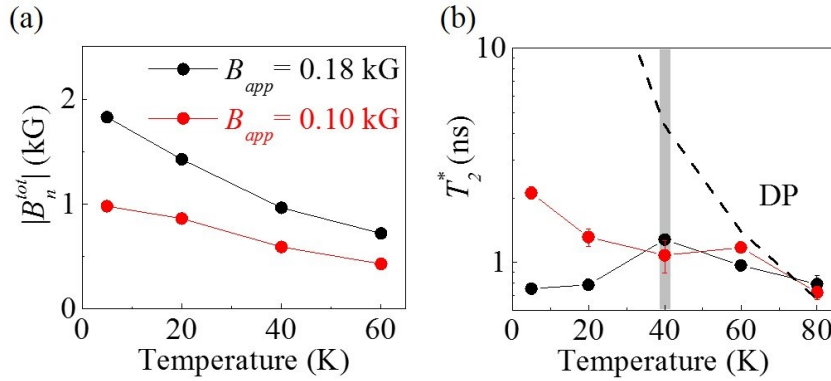 (a)
2
1
0
|B_n^tot| (kG)
B_app = 0.18 kG
B_app = 0.10 kG
0 20 40 60
Temperature (K)
(b)
10
1
T_2^* (ns)
DP
0 20 40 60 80
Temperature (K)